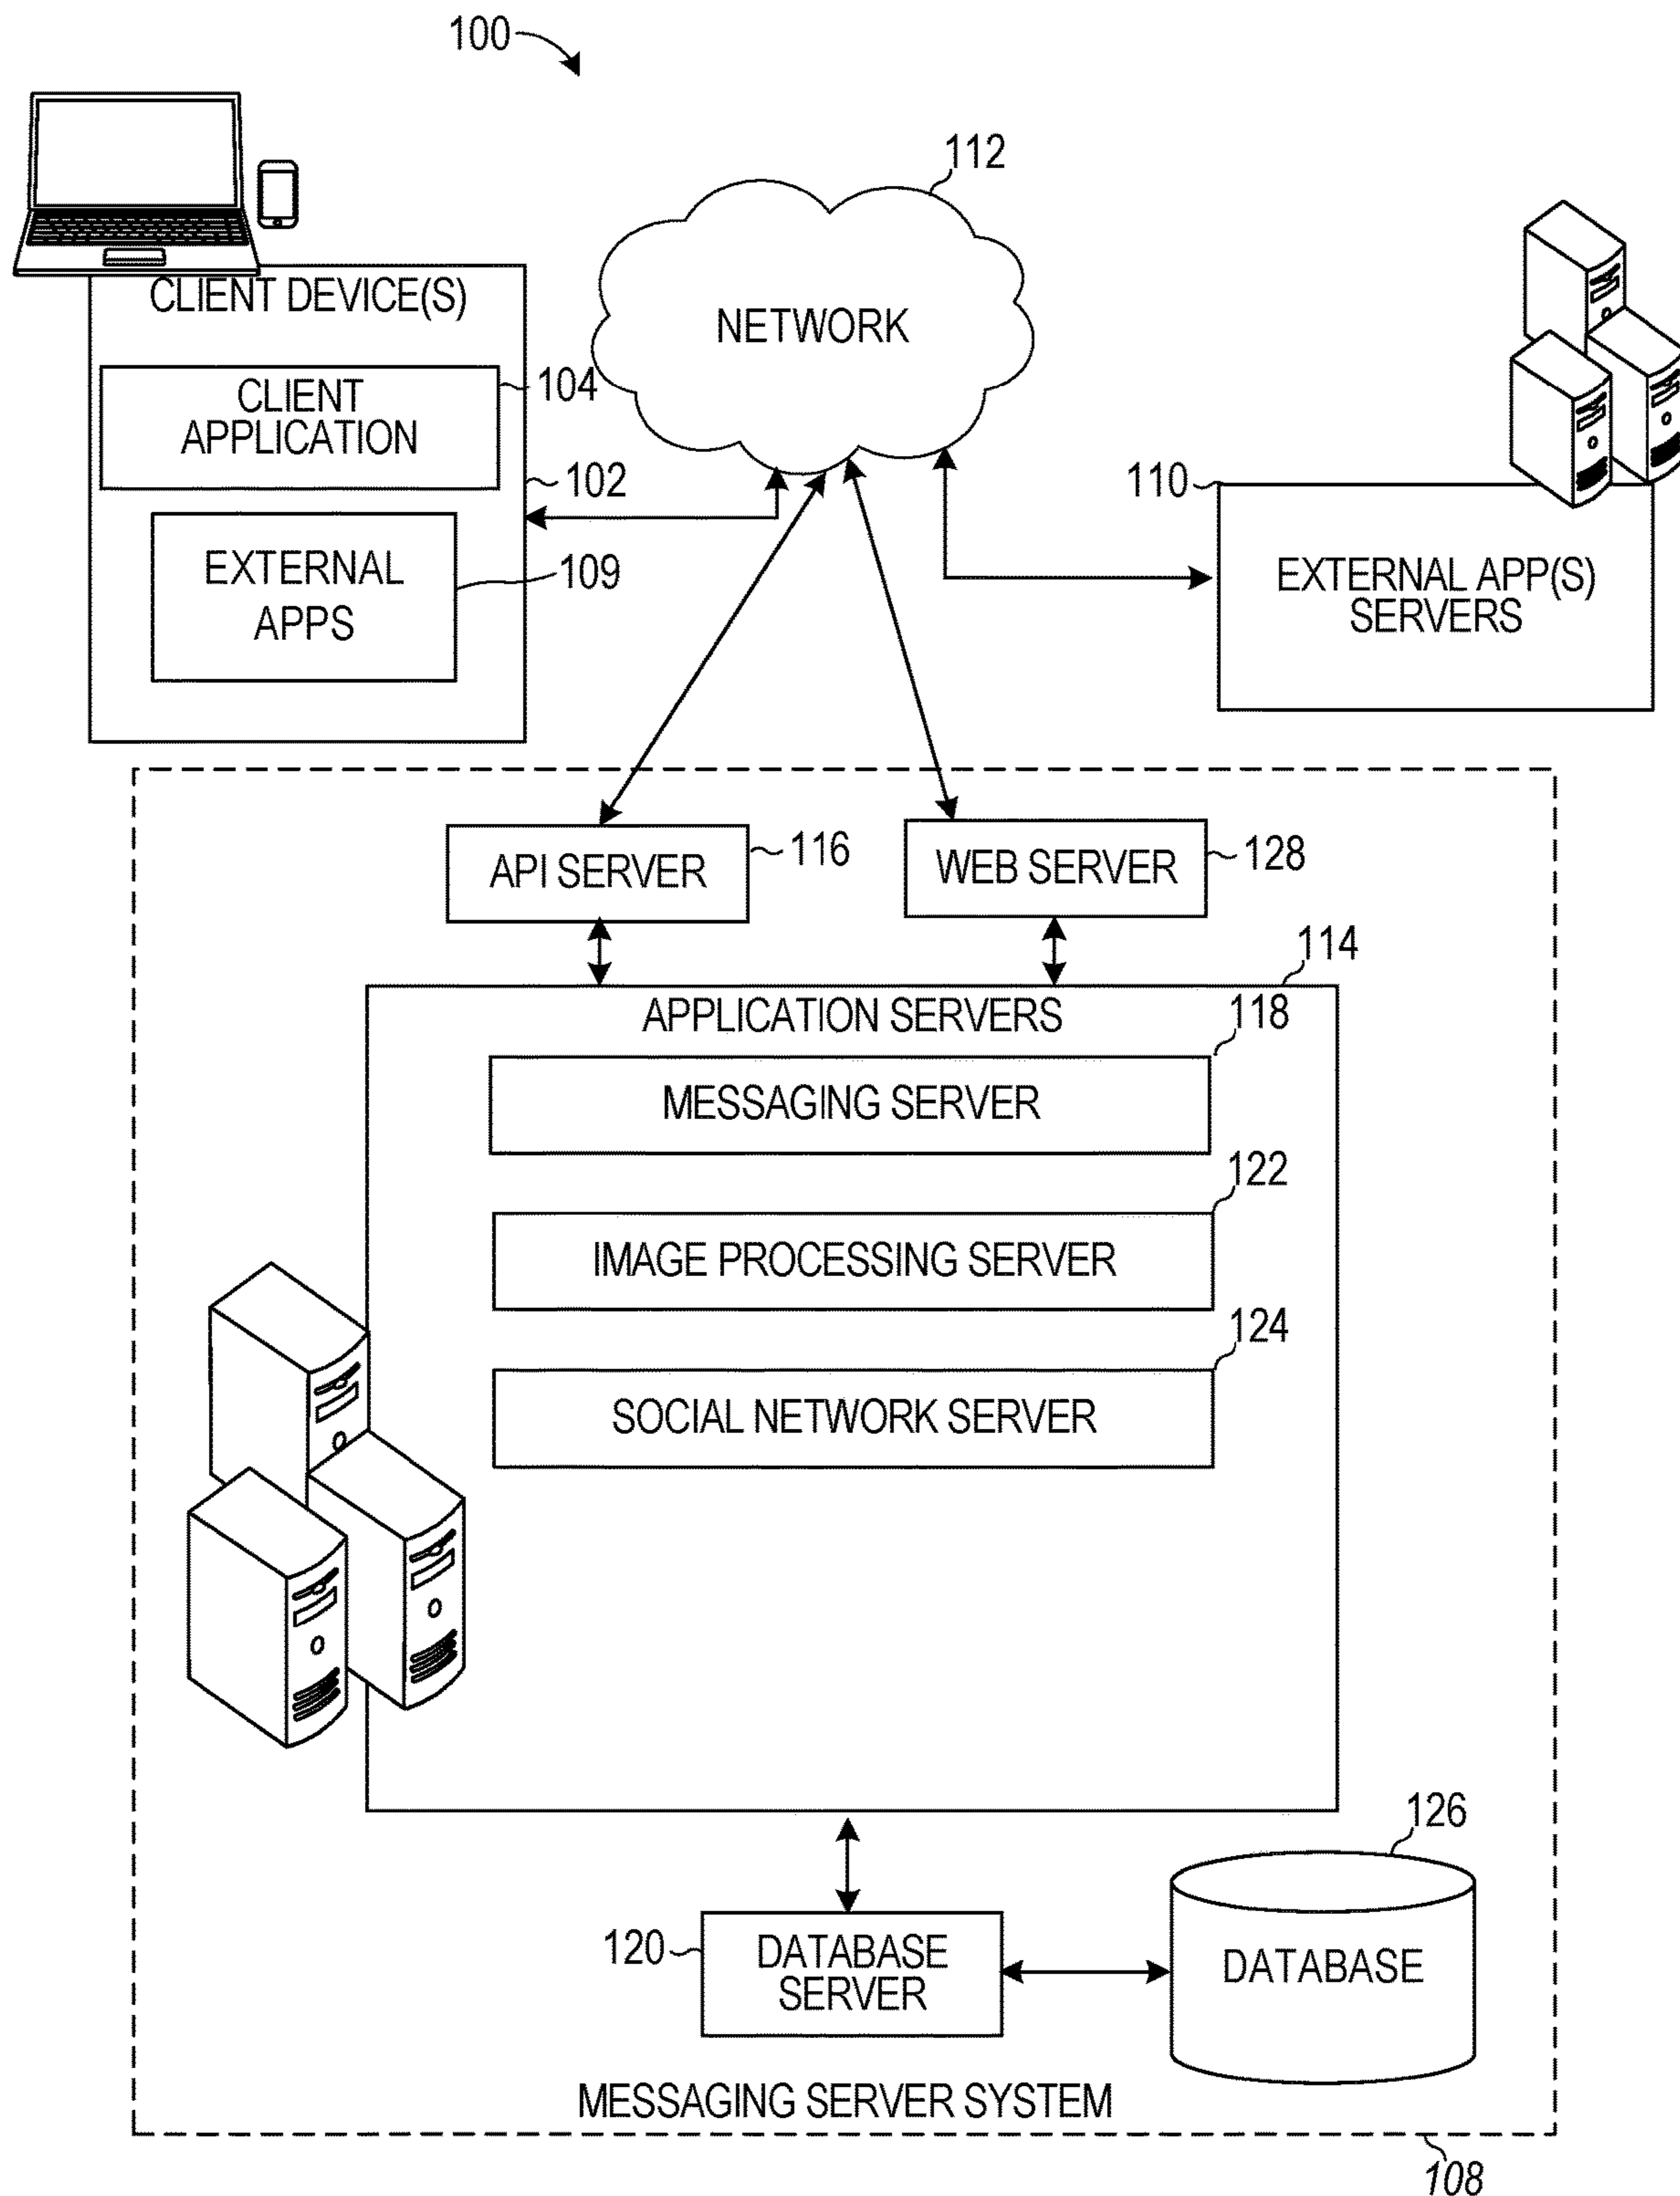 100
112
CLIENT DEVICE(S)
NETWORK
CLIENT
APPLICATION
104
102
110
EXTERNAL
APPS
109
EXTERNAL APP(S)
SERVERS
API SERVER
116
WEB SERVER
128
114
APPLICATION SERVERS
118
MESSAGING SERVER
122
IMAGE PROCESSING SERVER
124
SOCIAL NETWORK SERVER
126
120
DATABASE
SERVER
DATABASE
MESSAGING SERVER SYSTEM
108